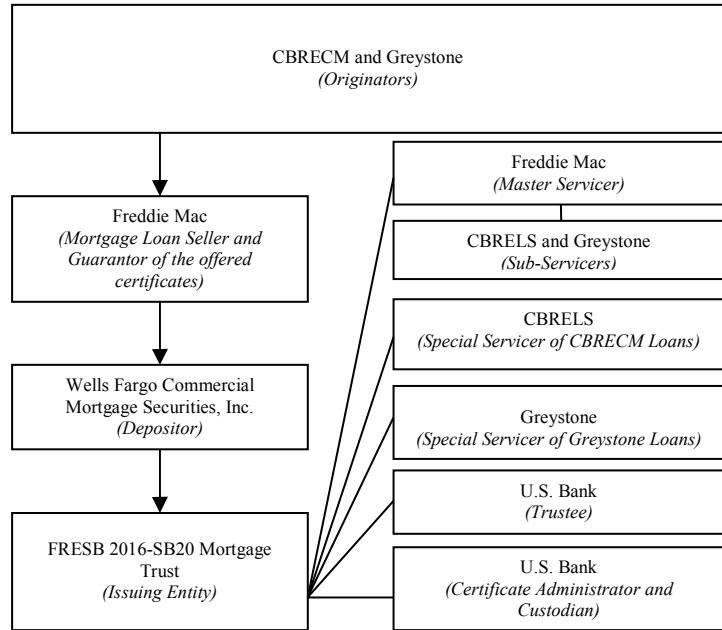 CBRECM and Greystone
(Originators)
Freddie Mac
(Mortgage Loan Seller and
Guarantor of the offered
certificates)
Wells Fargo Commercial
Mortgage Securities, Inc.
(Depositor)
FRESB 2016-SB20 Mortgage
Trust
(Issuing Entity)
Freddie Mac
(Master Servicer)
CBRELS and Greystone
(Sub-Servicers)
CBRELS
(Special Servicer of CBRECM Loans)
Greystone
(Special Servicer of Greystone Loans)
U.S. Bank
(Trustee)
U.S. Bank
(Certificate Administrator and
Custodian)